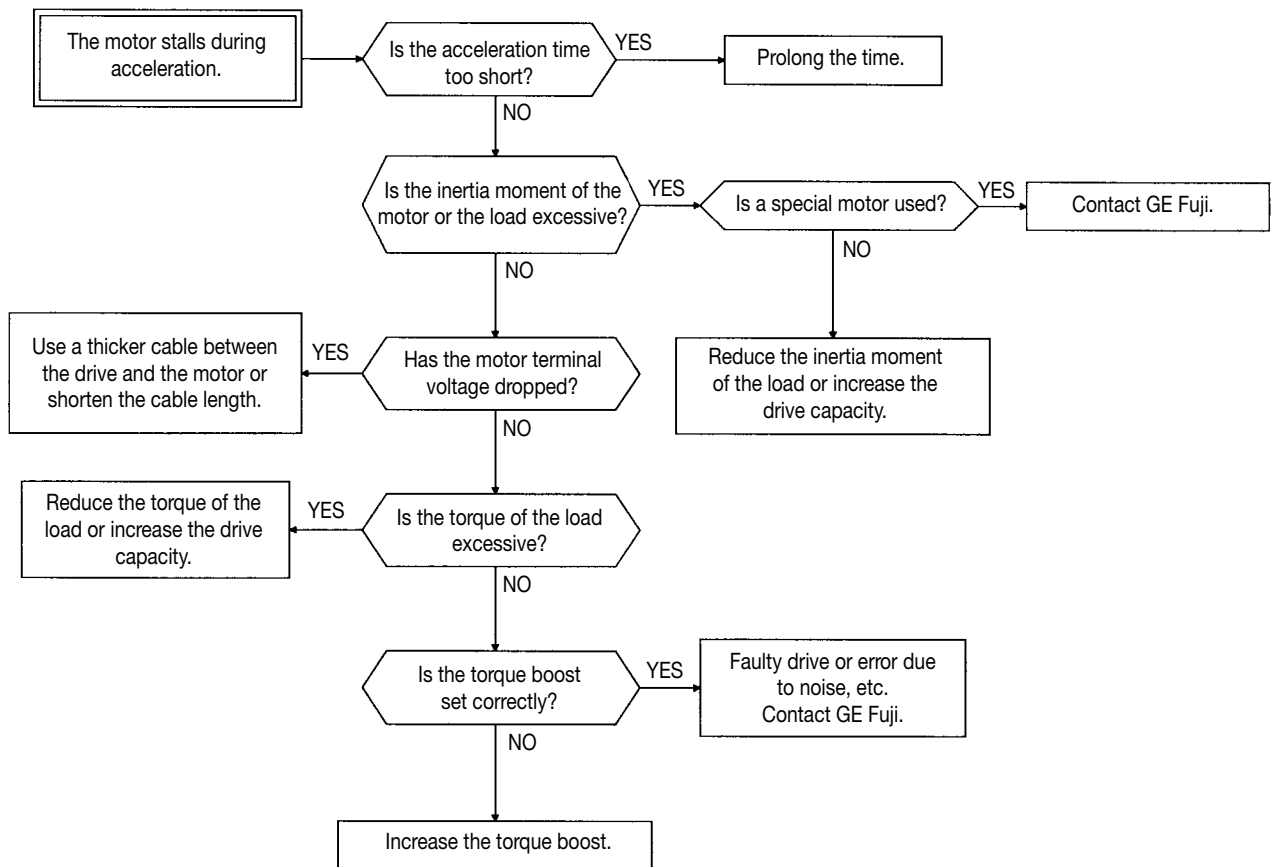 The motor stalls during
acceleration.
Is the acceleration time
too short?
YES
Prolong the time.
NO
Is the inertia moment of the
motor or the load excessive?
YES
Is a special motor used?
YES
Contact GE Fuji.
NO
NO
Use a thicker cable between
the drive and the motor or
shorten the cable length.
YES
Has the motor terminal
voltage dropped?
Reduce the inertia moment
of the load or increase the
drive capacity.
NO
Reduce the torque of the
load or increase the drive
capacity.
YES
Is the torque of the load
excessive?
NO
Is the torque boost
set correctly?
YES
Faulty drive or error due
to noise, etc.
Contact GE Fuji.
NO
Increase the torque boost.